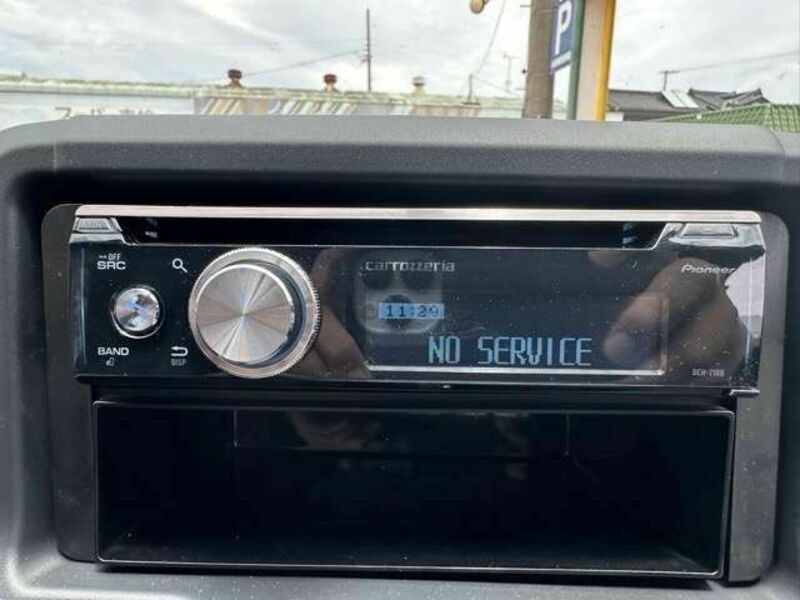 P
OFF
SRC
carrozzeria
Pioneer
11:29
BAND
DISP
NO SERVICE
DEH-7100